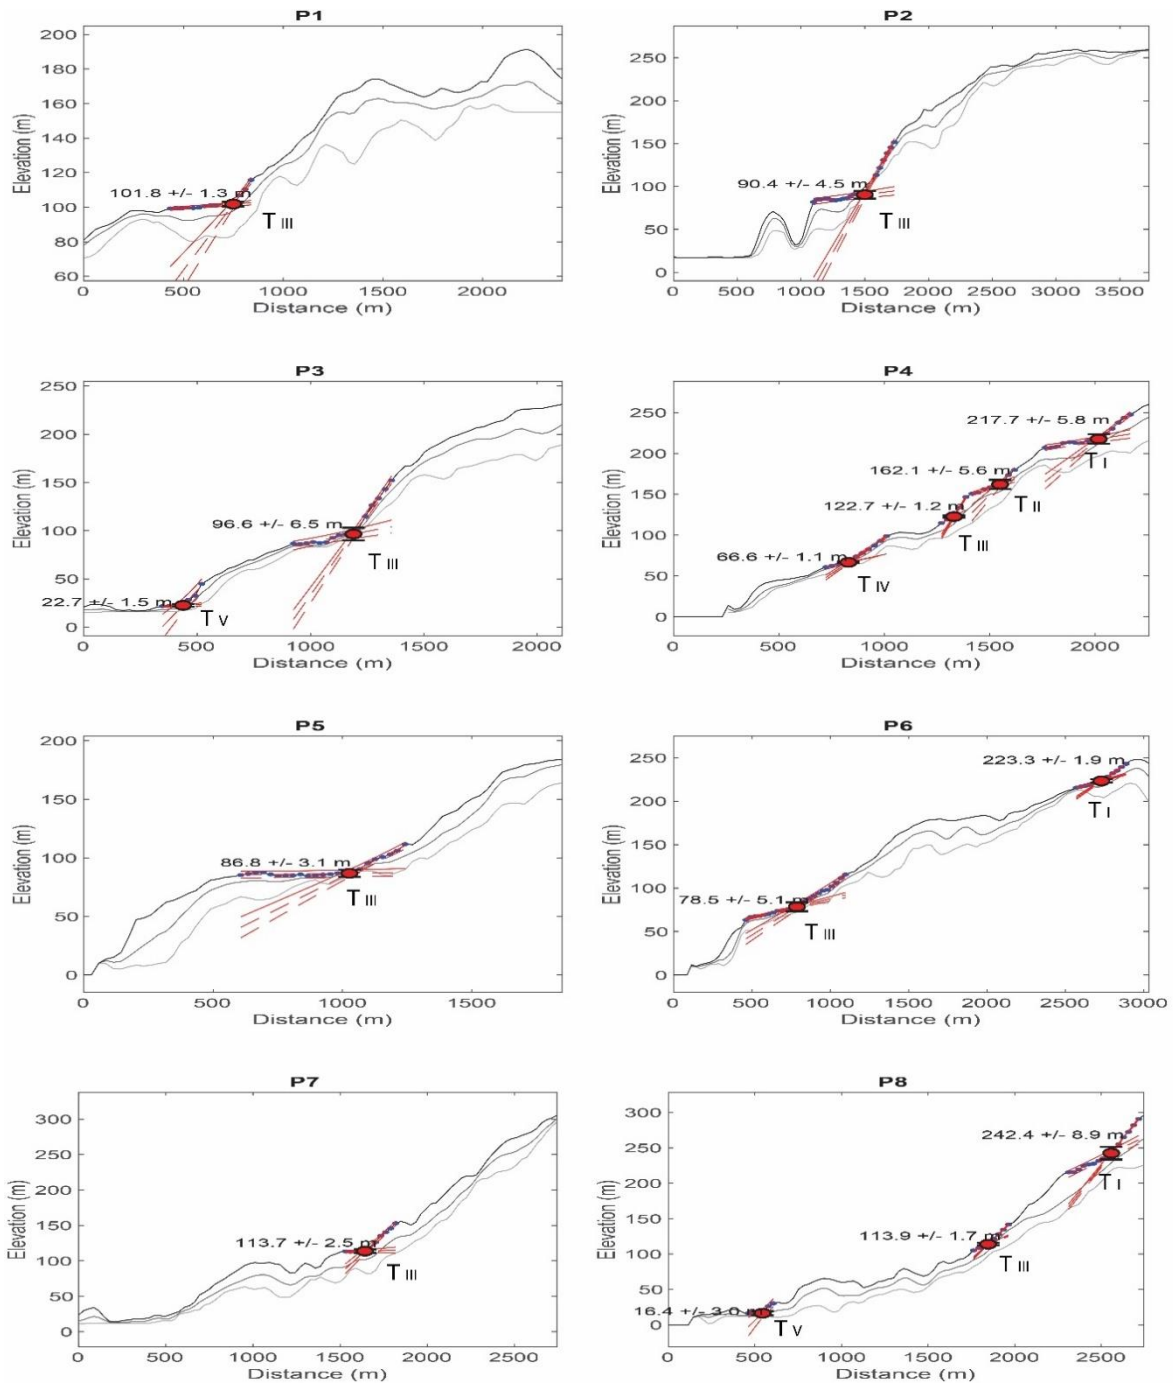 P1
200
180
160
140
120
100
80
60
Elevation (m)
101.8 +/- 1.3 m
T III
0 500 1000 1500 2000
Distance (m)
P2
250
200
150
100
50
0
Elevation (m)
90.4 +/- 4.5 m
T III
0 500 1000 1500 2000 2500 3000 3500
Distance (m)
P3
250
200
150
100
50
0
Elevation (m)
96.6 +/- 6.5 m
T III
22.7 +/- 1.5 m
T V
0 500 1000 1500 2000
Distance (m)
P4
250
200
150
100
50
0
Elevation (m)
217.7 +/- 5.8 m
T I
162.1 +/- 5.6 m
T II
122.7 +/- 1.2 m
T III
66.6 +/- 1.1 m
T IV
0 500 1000 1500 2000
Distance (m)
P5
200
150
100
50
0
Elevation (m)
86.8 +/- 3.1 m
T III
0 500 1000 1500
Distance (m)
P6
250
200
150
100
50
0
Elevation (m)
223.3 +/- 1.9 m
T I
78.5 +/- 5.1 m
T III
0 500 1000 1500 2000 2500 3000
Distance (m)
P7
300
250
200
150
100
50
0
Elevation (m)
113.7 +/- 2.5 m
T III
0 500 1000 1500 2000 2500
Distance (m)
P8
300
250
200
150
100
50
0
Elevation (m)
242.4 +/- 8.9 m
T I
113.9 +/- 1.7 m
T III
16.4 +/- 3.0 m
T V
0 500 1000 1500 2000 2500
Distance (m)